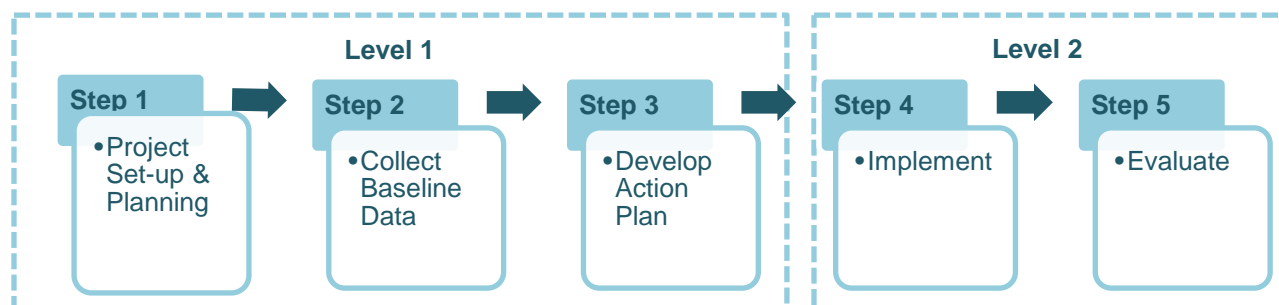 Level 1
Level 2
Step 1
•Project
Set-up &
Planning
Step 2
•Collect
Baseline
Data
Step 3
•Develop
Action
Plan
Step 4
•Implement
Step 5
•Evaluate